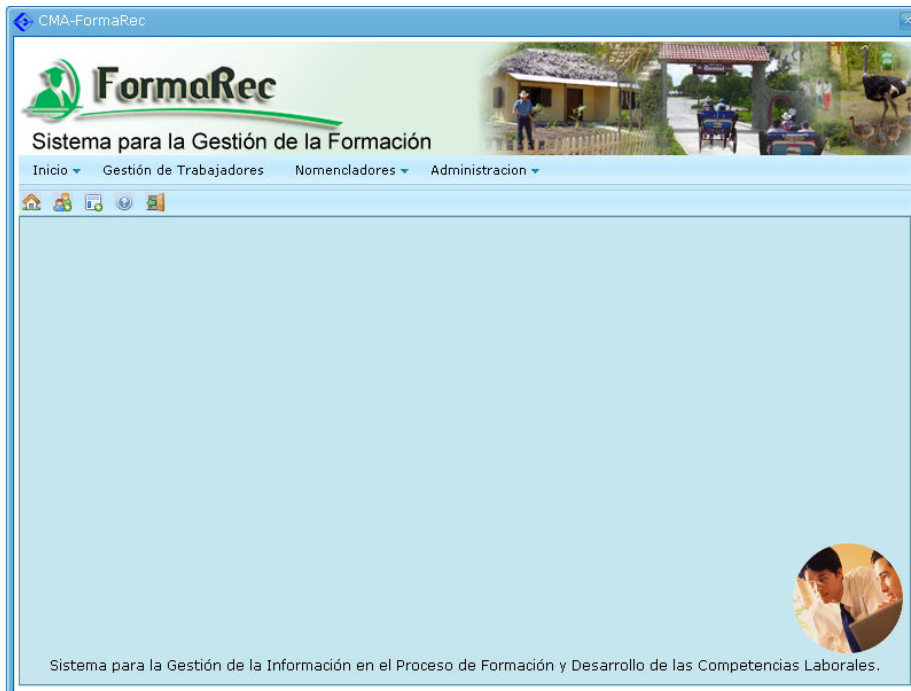 CMA-FormaRec
FormaRec
Sistema para la Gestión de la Formación
Inicio Gestión de Trabajadores Nomencladores Administracion
Sistema para la Gestión de la Información en el Proceso de Formación y Desarrollo de las Competencias Laborales.